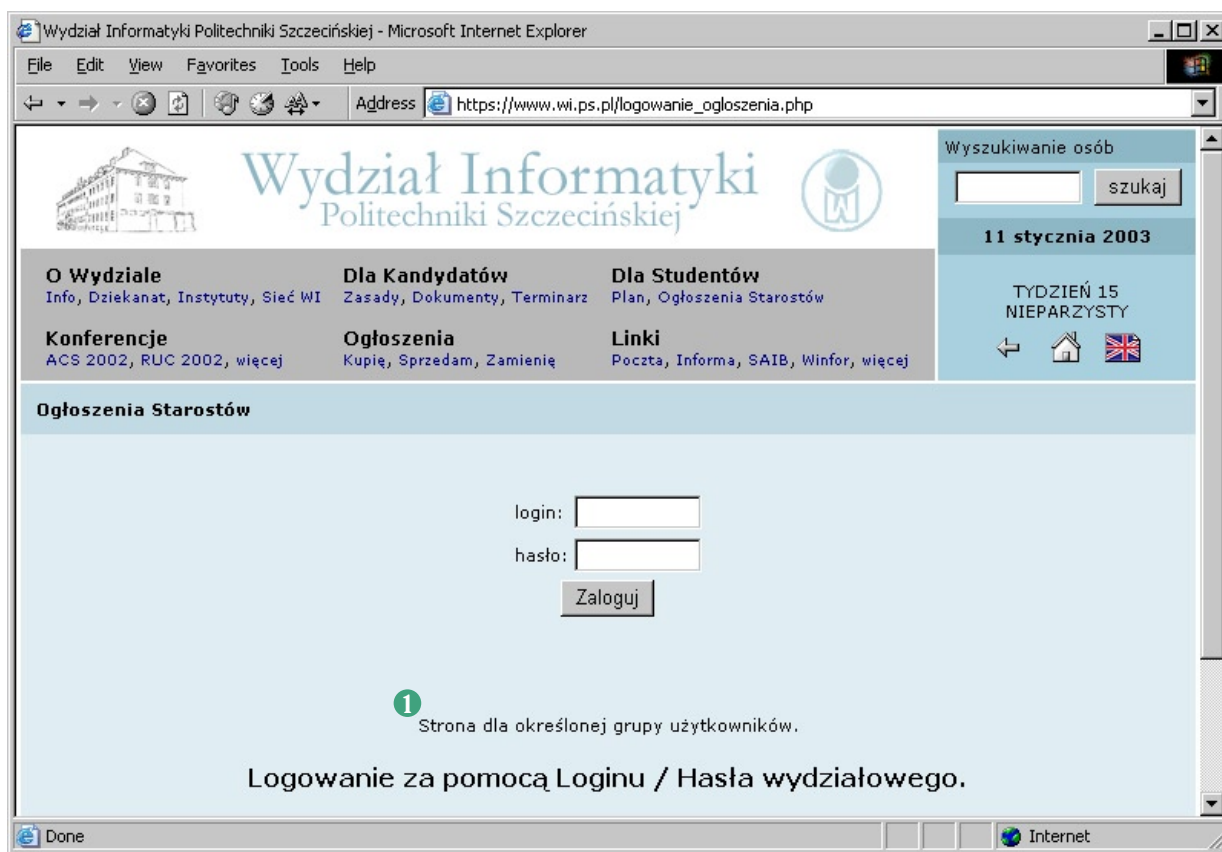 Wydział Informatyki Politechniki Szczecińskiej - Microsoft Internet Explorer
File Edit View Favorites Tools Help
Address https://www.wi.ps.pl/logowanie_ogloszenia.php
Wydział Informatyki
Politechniki Szczecińskiej
Wyszukiwanie osób
szukaj
11 stycznia 2003
TYDZIEŃ 15
NIEPARZYSTY
O Wydziale
Info, Dziekanat, Instytuty, Sieć WI
Dla Kandydatów
Zasady, Dokumenty, Terminarz
Dla Studentów
Plan, Ogłoszenia Starostów
Konferencje
ACS 2002, RUC 2002, więcej
Ogłoszenia
Kupię, Sprzedam, Zamienię
Linki
Poczta, Informa, SAIB, Winfor, więcej
Ogłoszenia Starostów
login:
hasło:
Zaloguj
1
Strona dla określonej grupy użytkowników.
Logowanie za pomocą Loginu / Hasła wydziałowego.
Done
Internet